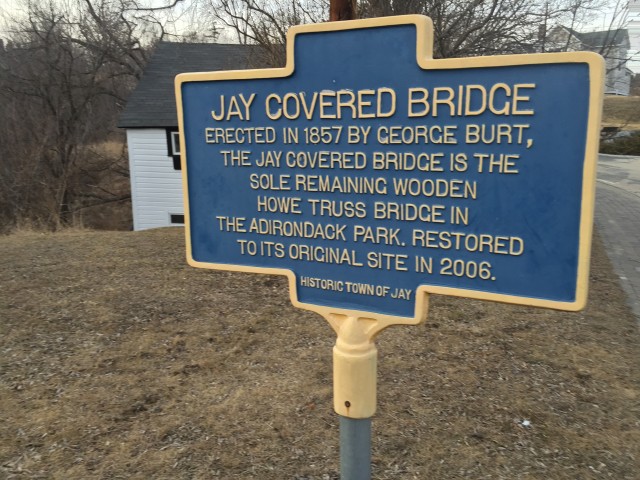 JAY COVERED BRIDGE
ERECTED IN 1857 BY GEORGE BURT,
THE JAY COVERED BRIDGE IS THE
SOLE REMAINING WOODEN
HOWE TRUSS BRIDGE IN
THE ADIRONDACK PARK. RESTORED
TO ITS ORIGINAL SITE IN 2006.
HISTORIC TOWN OF JAY